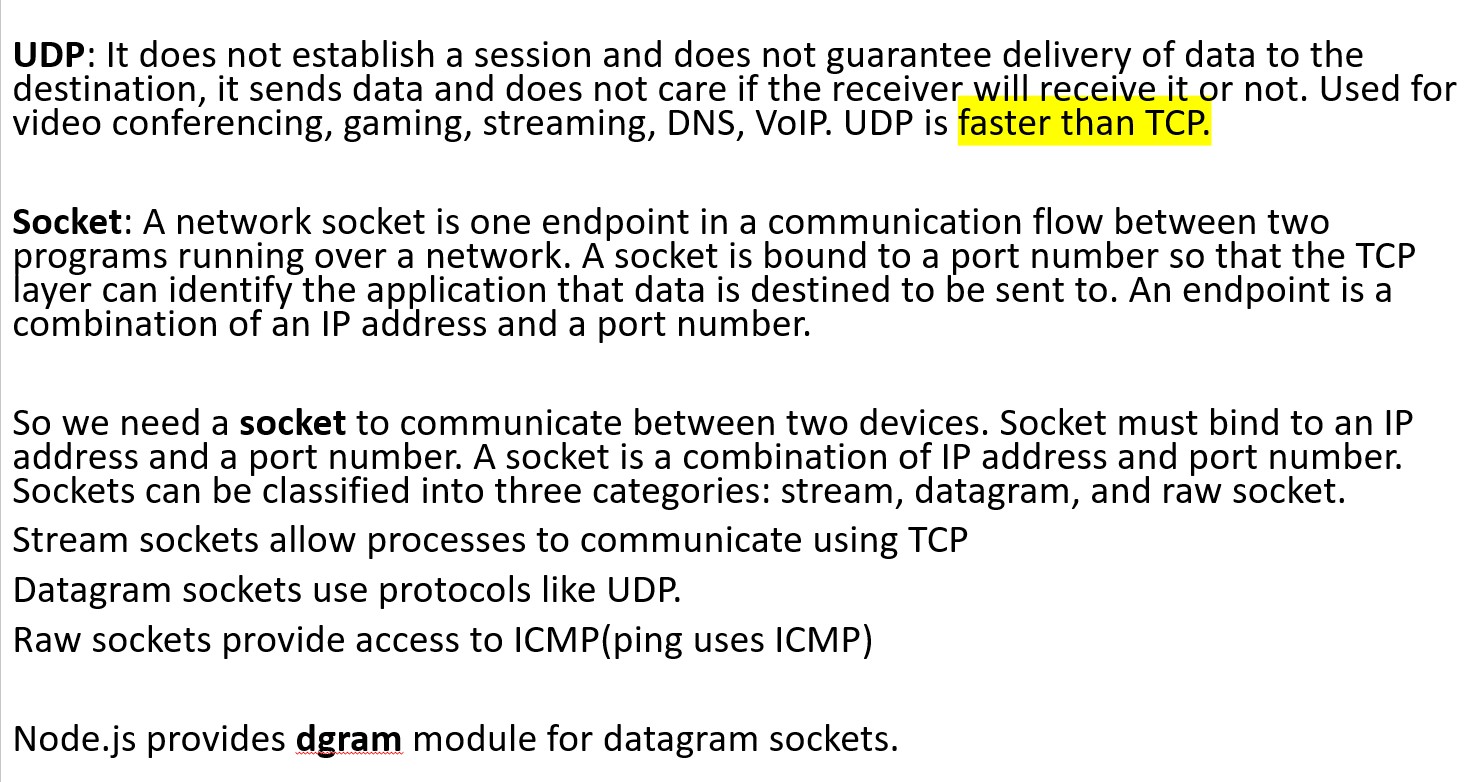 UDP: It does not establish a session and does not guarantee delivery of data to the
destination, it sends data and does not care if the receiver will receive it or not. Used for
video conferencing, gaming, streaming, DNS, VoIP. UDP is faster than TCP.
Socket: A network socket is one endpoint in a communication flow between two
programs running over a network. A socket is bound to a port number so that the TCP
layer can identify the application that data is destined to be sent to. An endpoint is a
combination of an IP address and a port number.
So we need a socket to communicate between two devices. Socket must bind to an IP
address and a port number. A socket is a combination of IP address and port number.
Sockets can be classified into three categories: stream, datagram, and raw socket.
Stream sockets allow processes to communicate using TCP
Datagram sockets use protocols like UDP.
Raw sockets provide access to ICMP(ping uses ICMP)
Node.js provides dgram module for datagram sockets.